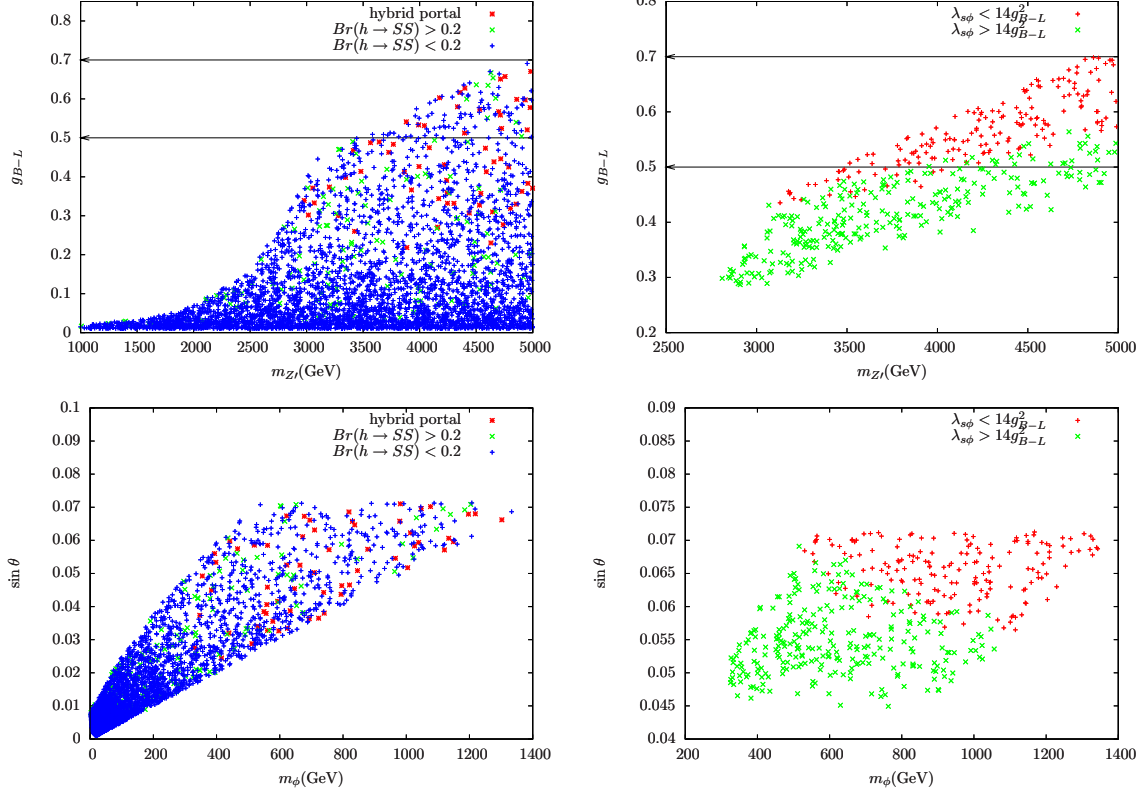 hybrid portal
Br(h → SS) > 0.2
Br(h → SS) < 0.2
0.8
0.7
0.6
0.5
0.4
0.3
0.2
0.1
0
g_{B−L}
1000 1500 2000 2500 3000 3500 4000 4500 5000
m_{Z′}(GeV)
λ_{sϕ} < 14g²_{B−L}
λ_{sϕ} > 14g²_{B−L}
0.8
0.7
0.6
0.5
0.4
0.3
0.2
g_{B−L}
2500 3000 3500 4000 4500 5000
m_{Z′}(GeV)
hybrid portal
Br(h → SS) > 0.2
Br(h → SS) < 0.2
0.1
0.09
0.08
0.07
0.06
0.05
0.04
0.03
0.02
0.01
0
sin θ
0 200 400 600 800 1000 1200 1400
m_ϕ(GeV)
λ_{sϕ} < 14g²_{B−L}
λ_{sϕ} > 14g²_{B−L}
0.09
0.085
0.08
0.075
0.07
0.065
0.06
0.055
0.05
0.045
0.04
sin θ
200 400 600 800 1000 1200 1400
m_ϕ(GeV)